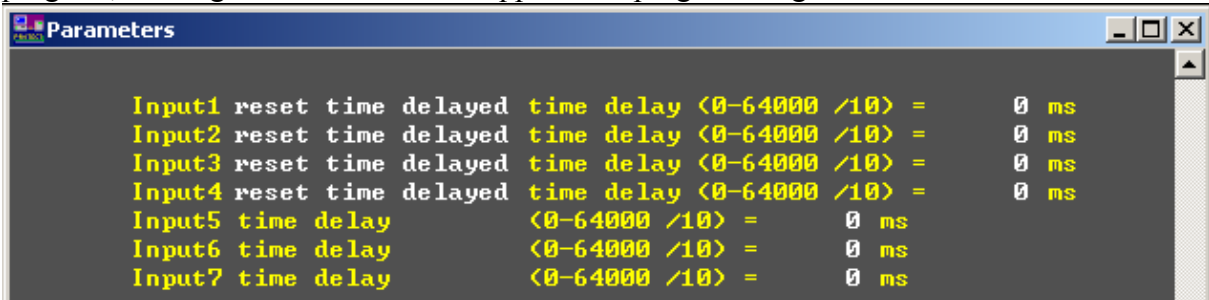 Parameters
Input1 reset time delayed time delay (0-64000 /10) = 0 ms
Input2 reset time delayed time delay (0-64000 /10) = 0 ms
Input3 reset time delayed time delay (0-64000 /10) = 0 ms
Input4 reset time delayed time delay (0-64000 /10) = 0 ms
Input5 time delay (0-64000 /10) = 0 ms
Input6 time delay (0-64000 /10) = 0 ms
Input7 time delay (0-64000 /10) = 0 ms